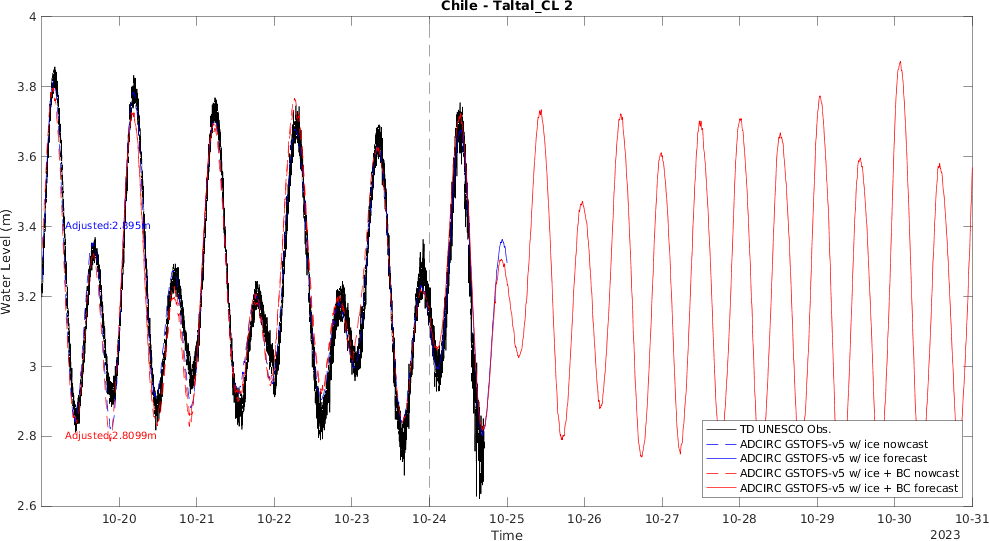 Chile - Taltal_CL 2
4
3.8
3.6
3.4
3.2
3
2.8
2.6
Water Level (m)
Adjusted:2.895m
Adjusted:2.8099m
TD UNESCO Obs.
ADCIRC GSTOFS-v5 w/ ice nowcast
ADCIRC GSTOFS-v5 w/ ice forecast
ADCIRC GSTOFS-v5 w/ ice + BC nowcast
ADCIRC GSTOFS-v5 w/ ice + BC forecast
10-20 10-21 10-22 10-23 10-24 10-25 10-26 10-27 10-28 10-29 10-30 10-31
Time
2023